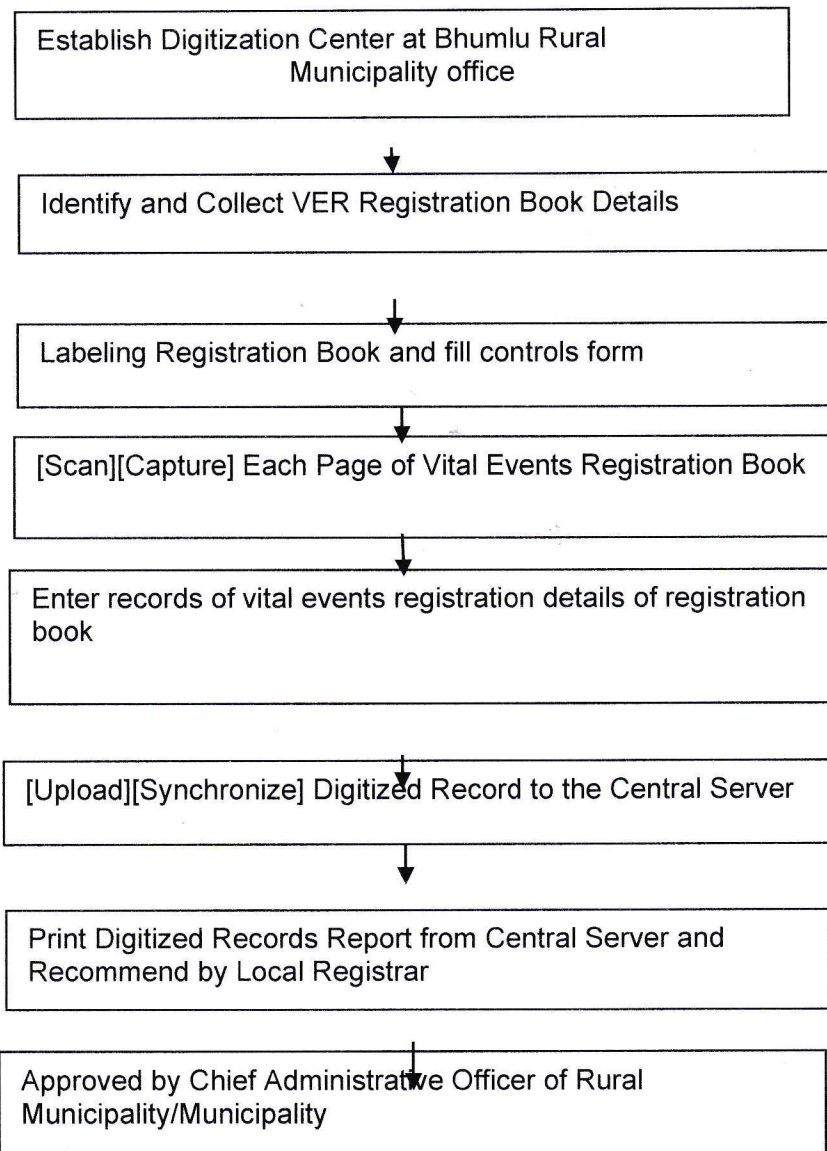 Establish Digitization Center at Bhumlu Rural
Municipality office
Identify and Collect VER Registration Book Details
Labeling Registration Book and fill controls form
[Scan][Capture] Each Page of Vital Events Registration Book
Enter records of vital events registration details of registration
book
[Upload][Synchronize] Digitized Record to the Central Server
Print Digitized Records Report from Central Server and
Recommend by Local Registrar
Approved by Chief Administrative Officer of Rural
Municipality/Municipality